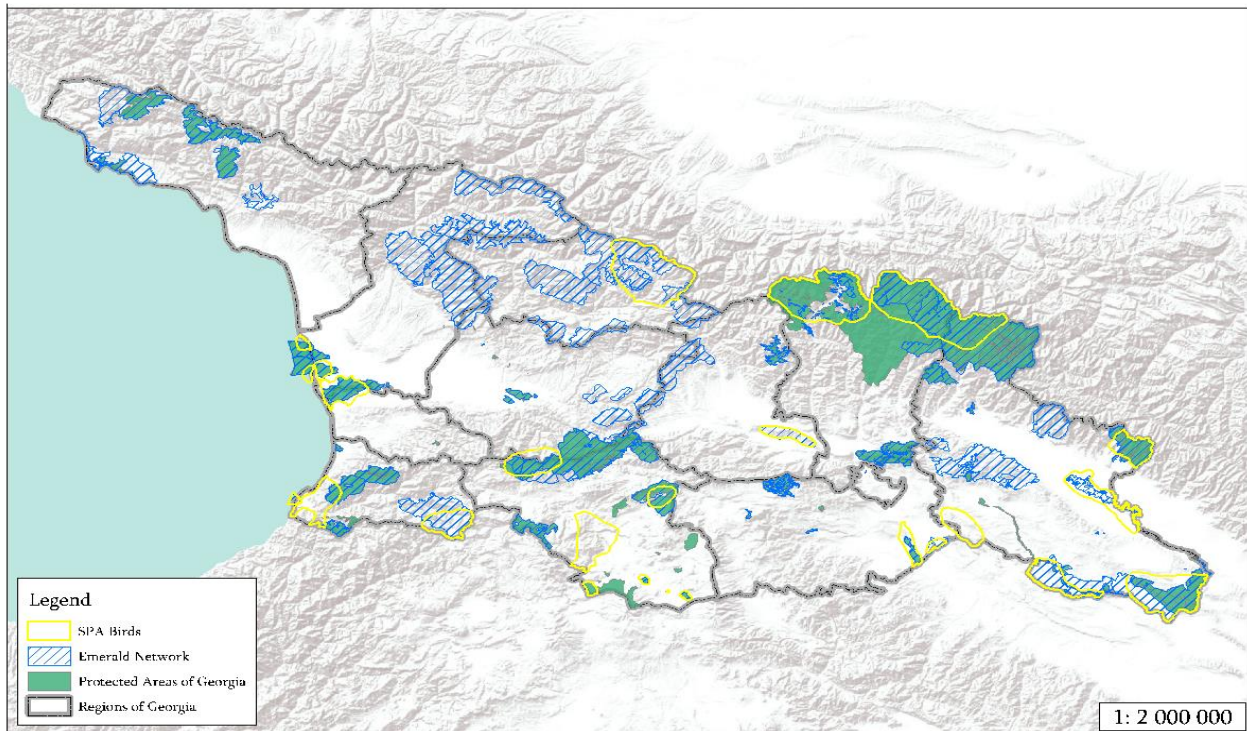 Legend
SPA Birds
Emerald Network
Protected Areas of Georgia
Regions of Georgia
1: 2 000 000